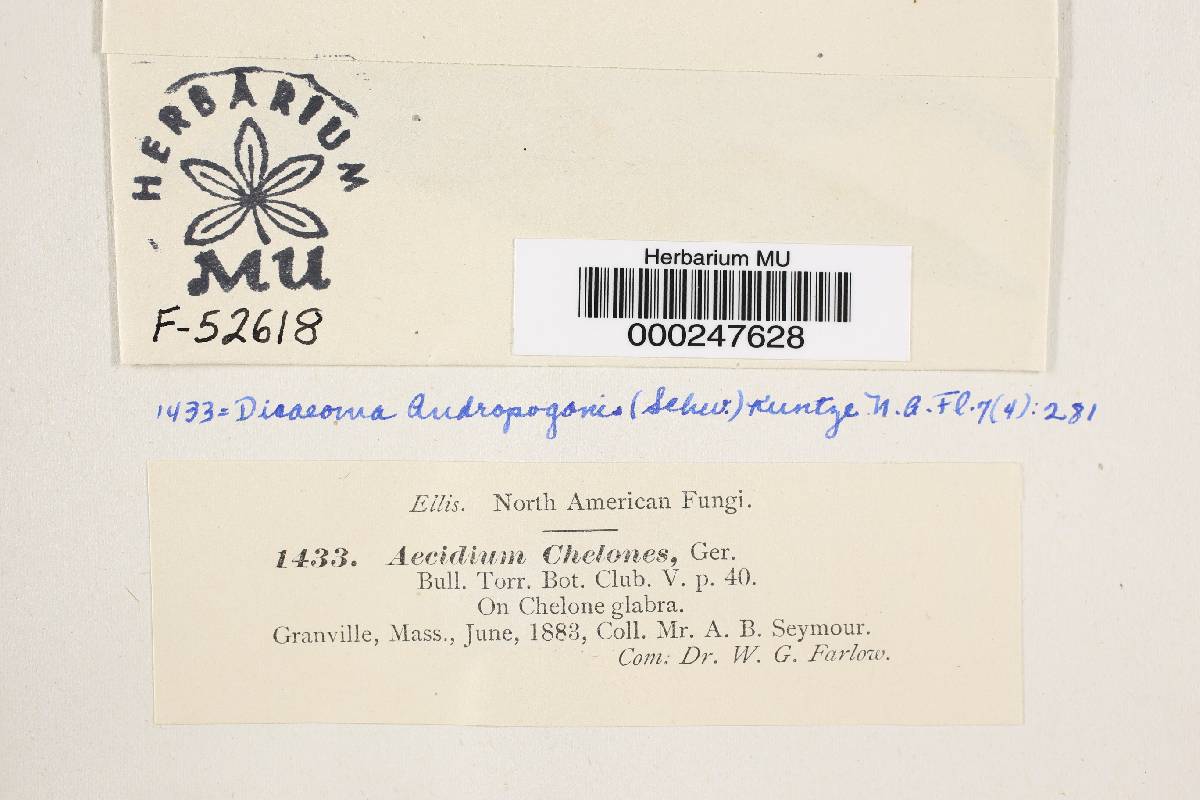 HERBARIUM
MU
F-52618
Herbarium MU
000247628
1433 = Dicaeoma Andropogonis (Schw.) Kuntze N. A. Fl. 7(4): 281
Ellis. North American Fungi.
1433. Aecidium Chelones, Ger.
Bull. Torr. Bot. Club. V. p. 40.
On Chelone glabra.
Granville, Mass., June, 1883, Coll. Mr. A. B. Seymour.
Com: Dr. W. G. Farlow.